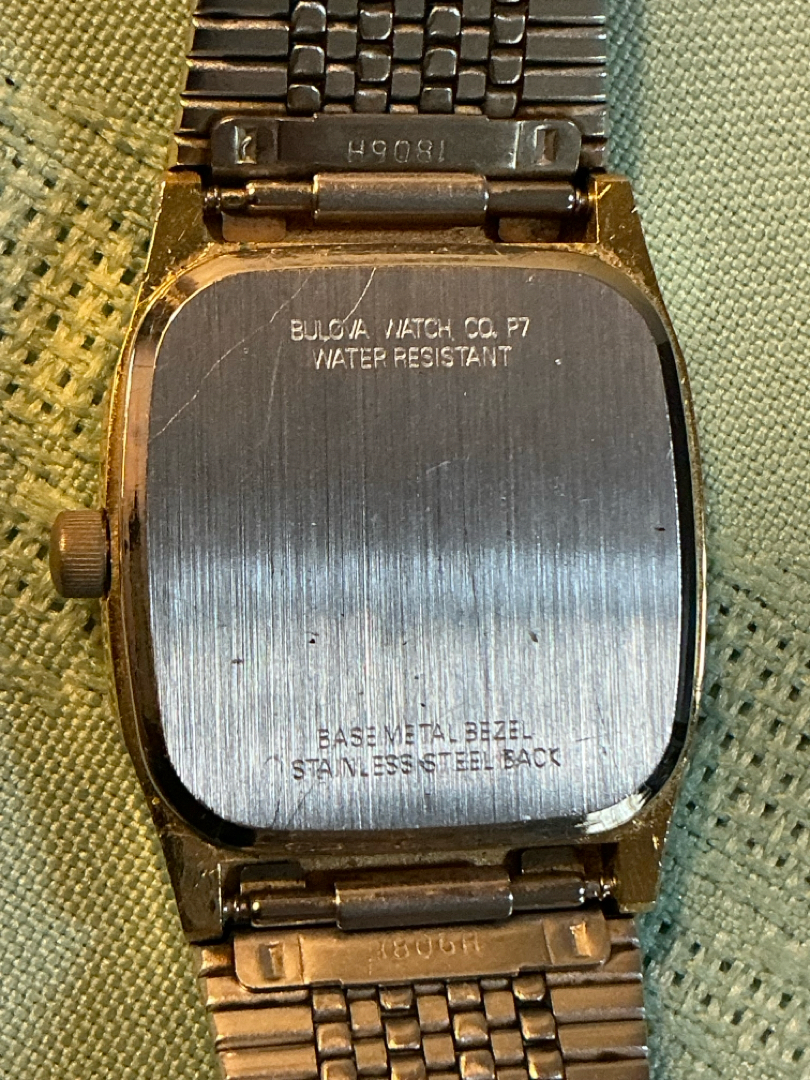 1806H
BULOVA WATCH CO. P7
WATER RESISTANT
BASE METAL BEZEL
STAINLESS STEEL BACK
1806H